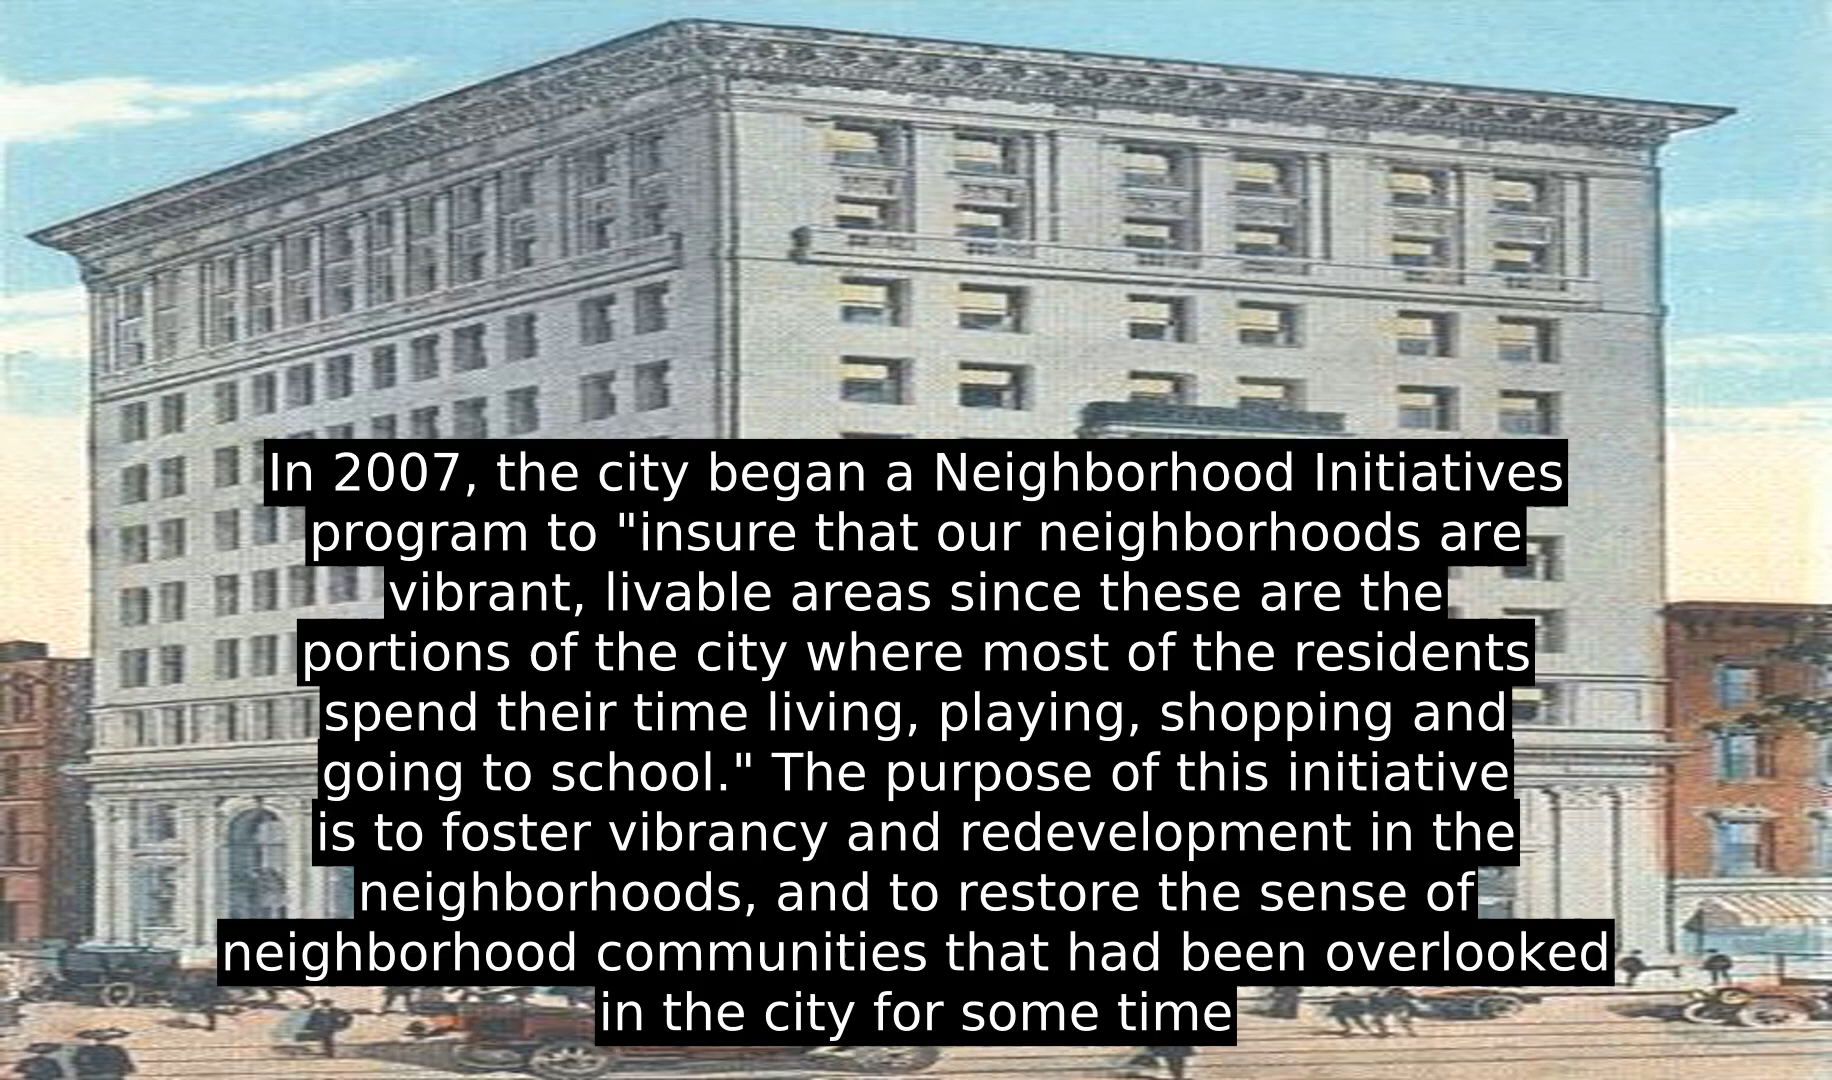 In 2007, the city began a Neighborhood Initiatives
program to "insure that our neighborhoods are
vibrant, livable areas since these are the
portions of the city where most of the residents
spend their time living, playing, shopping and
going to school." The purpose of this initiative
is to foster vibrancy and redevelopment in the
neighborhoods, and to restore the sense of
neighborhood communities that had been overlooked
in the city for some time